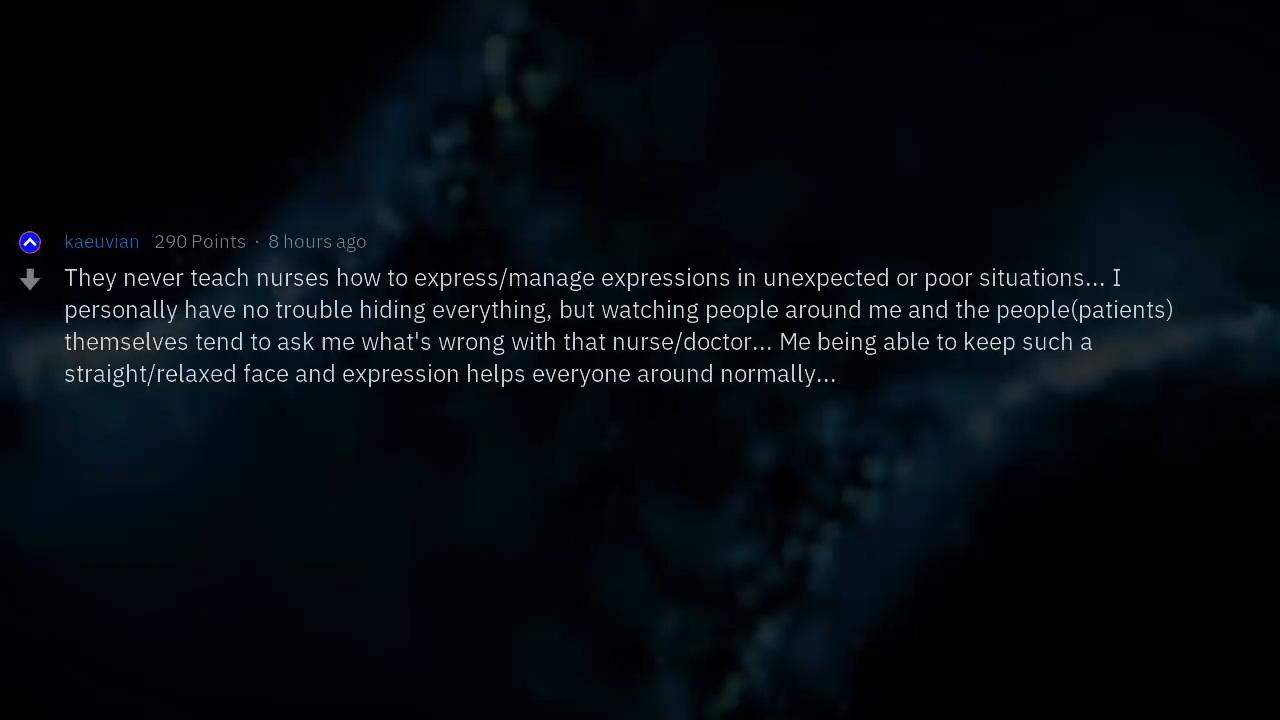 kaeuvian 290 Points · 8 hours ago
They never teach nurses how to express/manage expressions in unexpected or poor situations... I
personally have no trouble hiding everything, but watching people around me and the people(patients)
themselves tend to ask me what's wrong with that nurse/doctor... Me being able to keep such a
straight/relaxed face and expression helps everyone around normally...